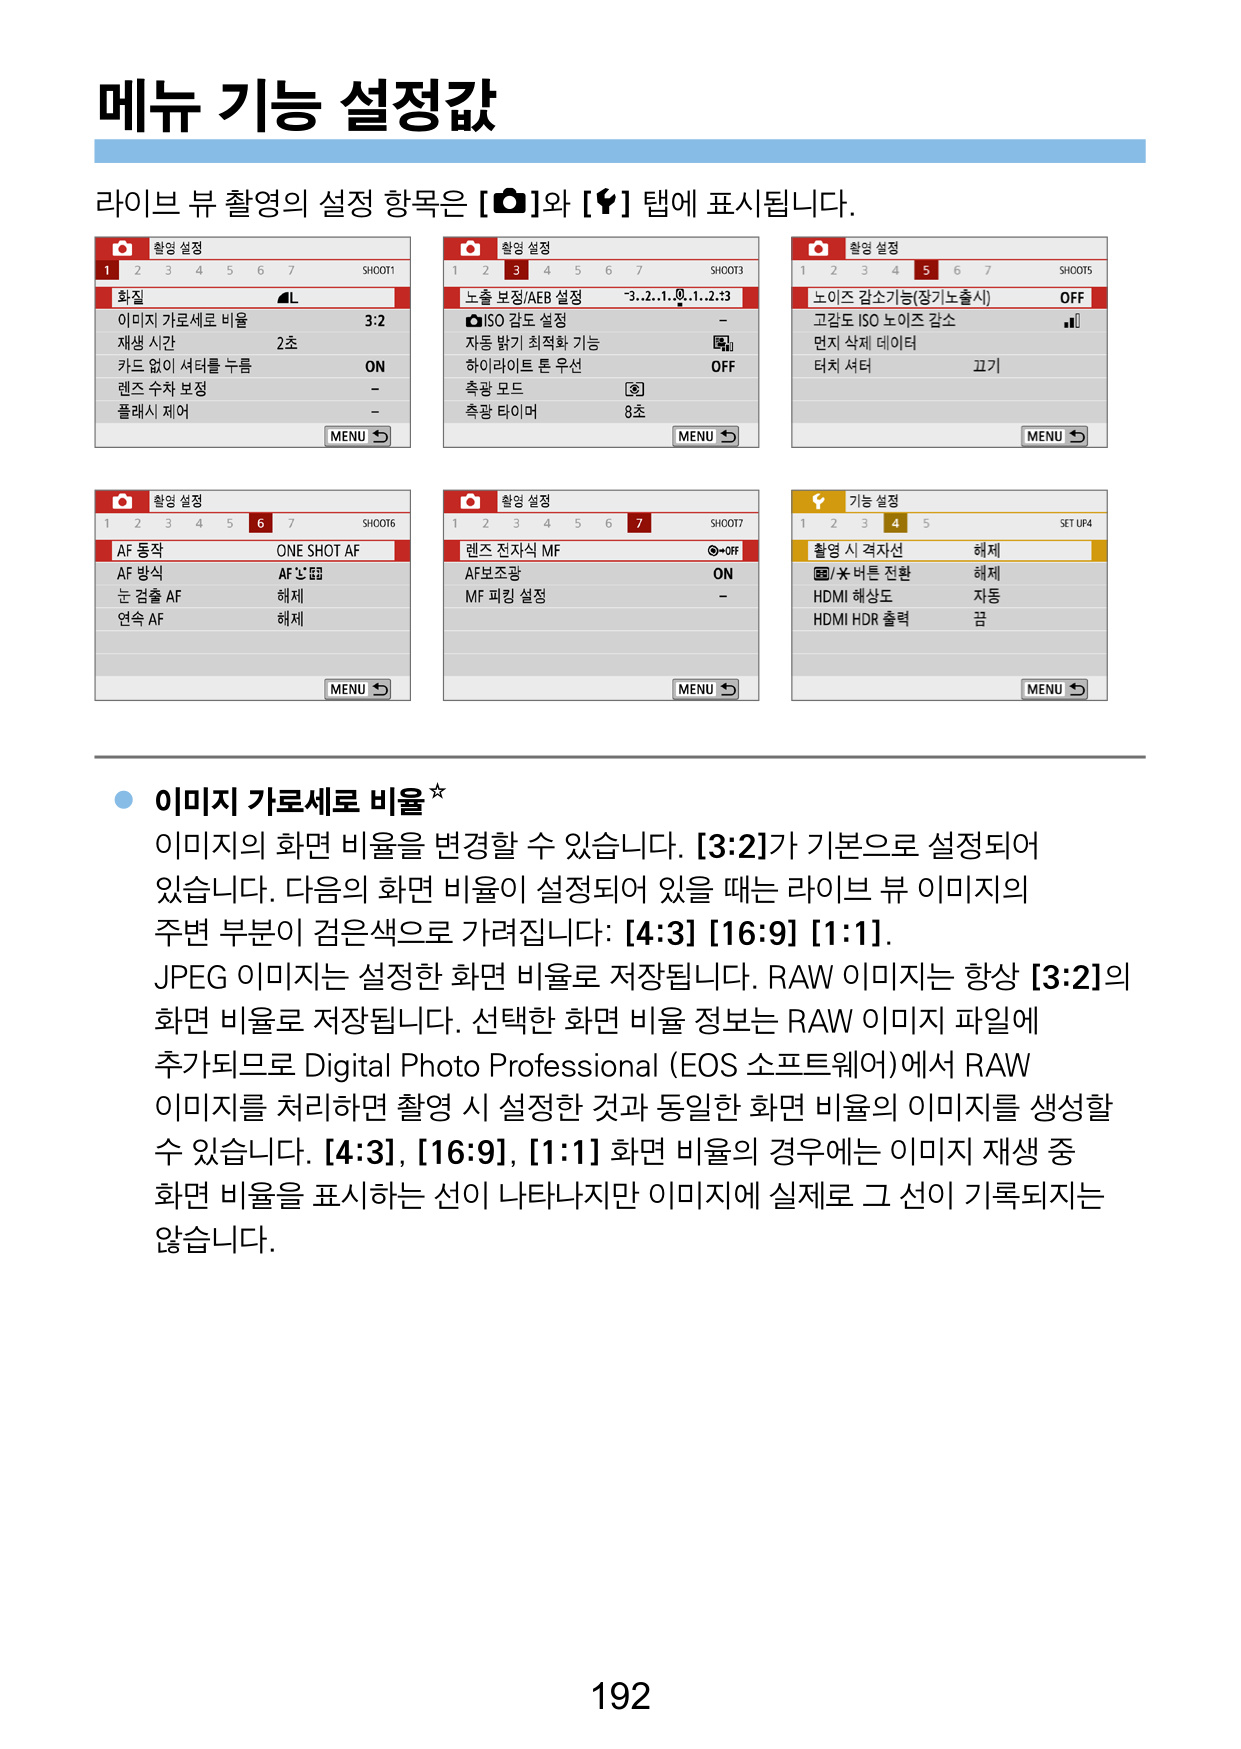 메뉴 기능 설정값
라이브 뷰 촬영의 설정 항목은 []와 [] 탭에 표시됩니다.
촬영 설정
1 2 3 4 5 6 7 SHOOT1
화질 L
이미지 가로세로 비율 3:2
재생 시간 2초
카드 없이 셔터를 누름 ON
렌즈 수차 보정 –
플래시 제어 –
MENU
촬영 설정
1 2 3 4 5 6 7 SHOOT3
노출 보정/AEB 설정 -3..2..1..0..1..2.+3
ISO 감도 설정 –
자동 밝기 최적화 기능
하이라이트 톤 우선 OFF
측광 모드
측광 타이머 8초
MENU
촬영 설정
1 2 3 4 5 6 7 SHOOT5
노이즈 감소기능(장기노출시) OFF
고감도 ISO 노이즈 감소
먼지 삭제 데이터
터치 셔터 끄기
MENU
촬영 설정
1 2 3 4 5 6 7 SHOOT6
AF 동작 ONE SHOT AF
AF 방식 AF
눈 검출 AF 해제
연속 AF 해제
MENU
촬영 설정
1 2 3 4 5 6 7 SHOOT7
렌즈 전자식 MF OFF
AF보조광 ON
MF 피킹 설정 –
MENU
기능 설정
1 2 3 4 5 SET UP4
촬영 시 격자선 해제
/✱ 버튼 전환 해제
HDMI 해상도 자동
HDMI HDR 출력 끔
MENU
● 이미지 가로세로 비율☆
이미지의 화면 비율을 변경할 수 있습니다. [3:2]가 기본으로 설정되어
있습니다. 다음의 화면 비율이 설정되어 있을 때는 라이브 뷰 이미지의
주변 부분이 검은색으로 가려집니다: [4:3] [16:9] [1:1].
JPEG 이미지는 설정한 화면 비율로 저장됩니다. RAW 이미지는 항상 [3:2]의
화면 비율로 저장됩니다. 선택한 화면 비율 정보는 RAW 이미지 파일에
추가되므로 Digital Photo Professional (EOS 소프트웨어)에서 RAW
이미지를 처리하면 촬영 시 설정한 것과 동일한 화면 비율의 이미지를 생성할
수 있습니다. [4:3], [16:9], [1:1] 화면 비율의 경우에는 이미지 재생 중
화면 비율을 표시하는 선이 나타나지만 이미지에 실제로 그 선이 기록되지는
않습니다.
192